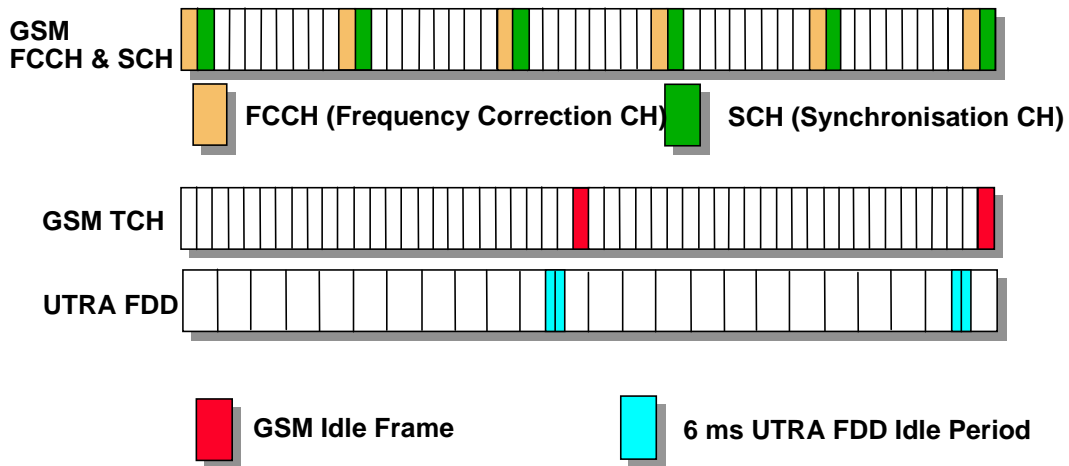 GSM
FCCH & SCH
FCCH (Frequency Correction CH)
SCH (Synchronisation CH)
GSM TCH
UTRA FDD
GSM Idle Frame
6 ms UTRA FDD Idle Period